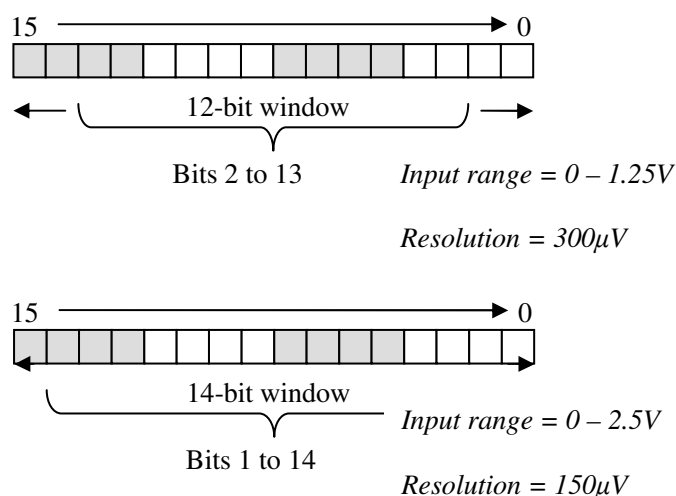 15 0
12-bit window
Bits 2 to 13
Input range = 0 – 1.25V
Resolution = 300µV
15 0
14-bit window
Input range = 0 – 2.5V
Bits 1 to 14
Resolution = 150µV